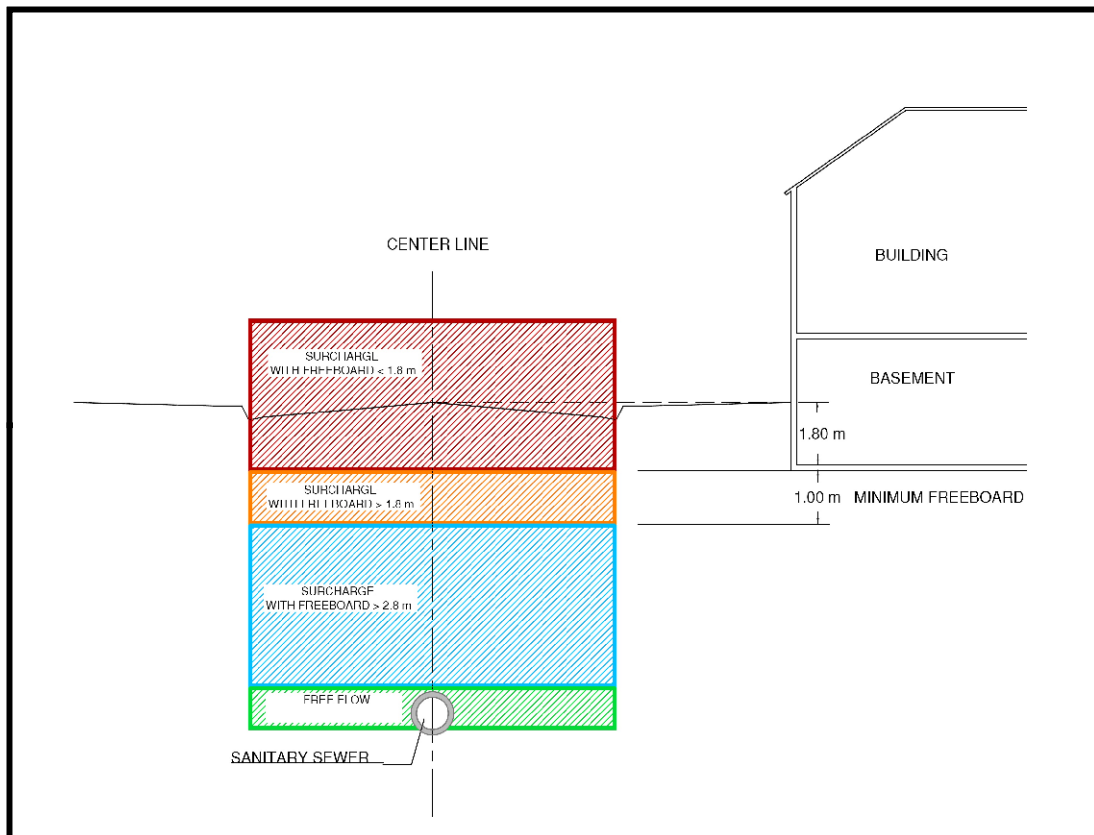 CENTER LINE
BUILDING
SURCHARGE
WITH FREEBOARD < 1.8 m
BASEMENT
1.80 m
SURCHARGE
WITH FREEBOARD > 1.8 m
1.00 m MINIMUM FREEBOARD
SURCHARGE
WITH FREEBOARD > 2.8 m
FREE FLOW
SANITARY SEWER